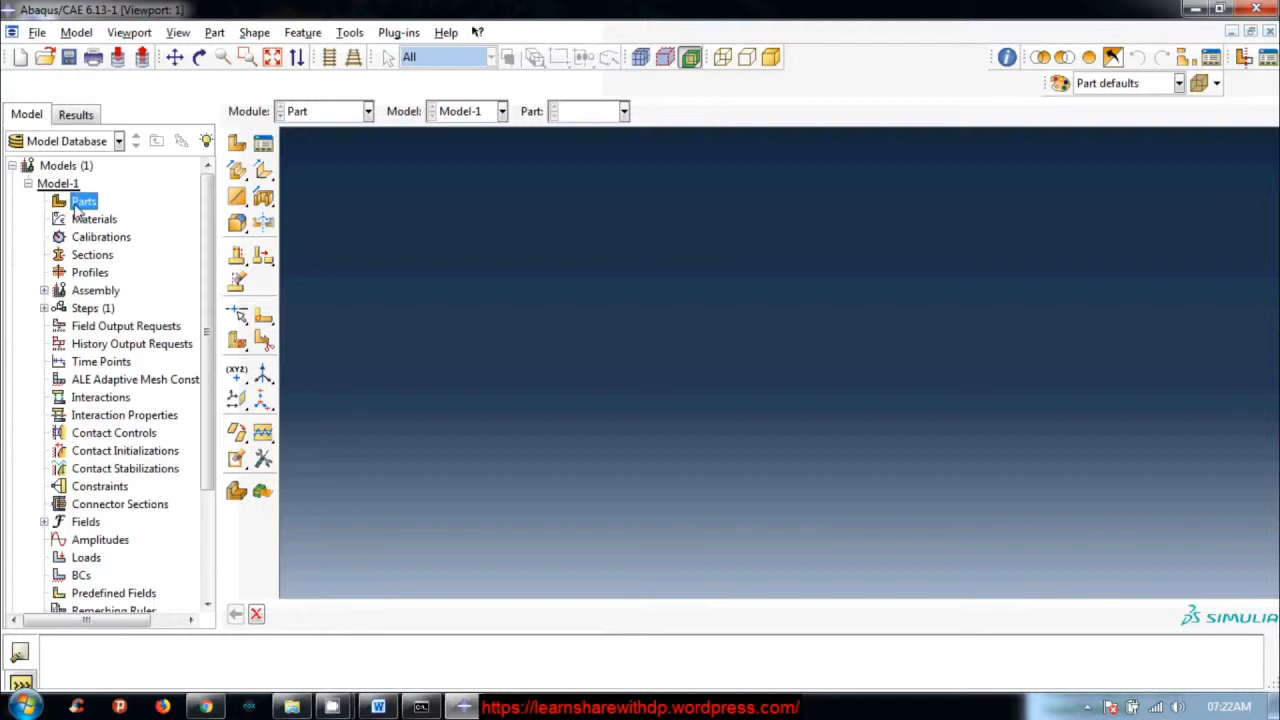 Abaqus/CAE 6.13-1 [Viewport: 1]
File Model Viewport View Part Shape Feature Tools Plug-ins Help
All
Part defaults
Model Results
Module: Part Model: Model-1 Part:
Model Database
Models (1)
Model-1
Parts
Materials
Calibrations
Sections
Profiles
Assembly
Steps (1)
Field Output Requests
History Output Requests
Time Points
ALE Adaptive Mesh Const
Interactions
Interaction Properties
Contact Controls
Contact Initializations
Contact Stabilizations
Constraints
Connector Sections
Fields
Amplitudes
Loads
BCs
Predefined Fields
(XYZ)
SIMULIA
>>>
https://learnsharewithdp.wordpress.com/
07:22AM